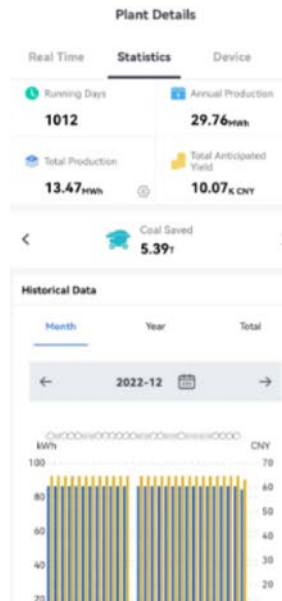 Plant Details
Real Time Statistics Device
Running Days Annual Production
1012 29.76MWh
Total Production Total Anticipated Yield
13.47MWh 10.07K CNY
Coal Saved
5.39T
Historical Data
Month Year Total
2022-12
kWh CNY
100 70
80 60
50
60 40
40 30
20 20